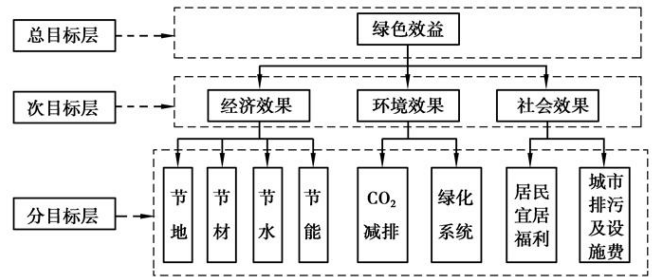 总目标层
绿色效益
次目标层
经济效果
环境效果
社会效果
分目标层
节
地
节
材
节
水
节
能
CO₂
减排
绿化
系统
居民
宜居
福利
城市
排污
及设
施费